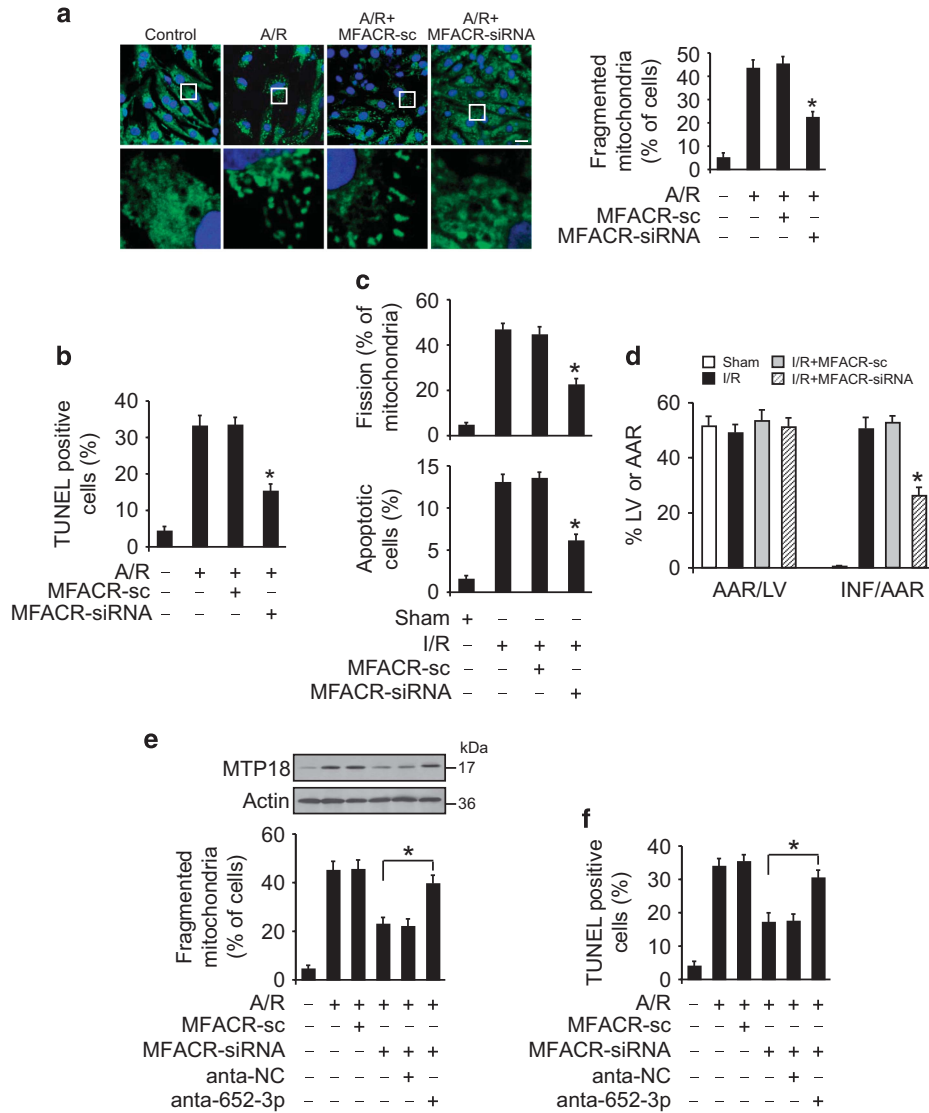 a
Control
A/R
A/R+
MFACR-sc
A/R+
MFACR-siRNA
Fragmented
mitochondria
(% of cells)
50
40
30
20
10
0
A/R – + + +
MFACR-sc – – + –
MFACR-siRNA – – – +
*
b
TUNEL positive
cells (%)
40
30
20
10
0
*
A/R – + + +
MFACR-sc – – + –
MFACR-siRNA – – – +
c
Fission (% of
mitochondria)
60
40
20
0
*
Apoptotic
cells (%)
15
10
5
0
*
Sham + – – –
I/R – + + +
MFACR-sc – – + –
MFACR-siRNA – – – +
d
Sham
I/R
I/R+MFACR-sc
I/R+MFACR-siRNA
% LV or AAR
60
40
20
0
*
AAR/LV
INF/AAR
e
kDa
MTP18
17
Actin
36
Fragmented
mitochondria
(% of cells)
60
40
20
0
*
A/R – + + + + +
MFACR-sc – – + – – –
MFACR-siRNA – – – + + +
anta-NC – – – – + –
anta-652-3p – – – – – +
f
TUNEL positive
cells (%)
40
30
20
10
0
*
A/R – + + + + +
MFACR-sc – – + – – –
MFACR-siRNA – – – + + +
anta-NC – – – – + –
anta-652-3p – – – – – +